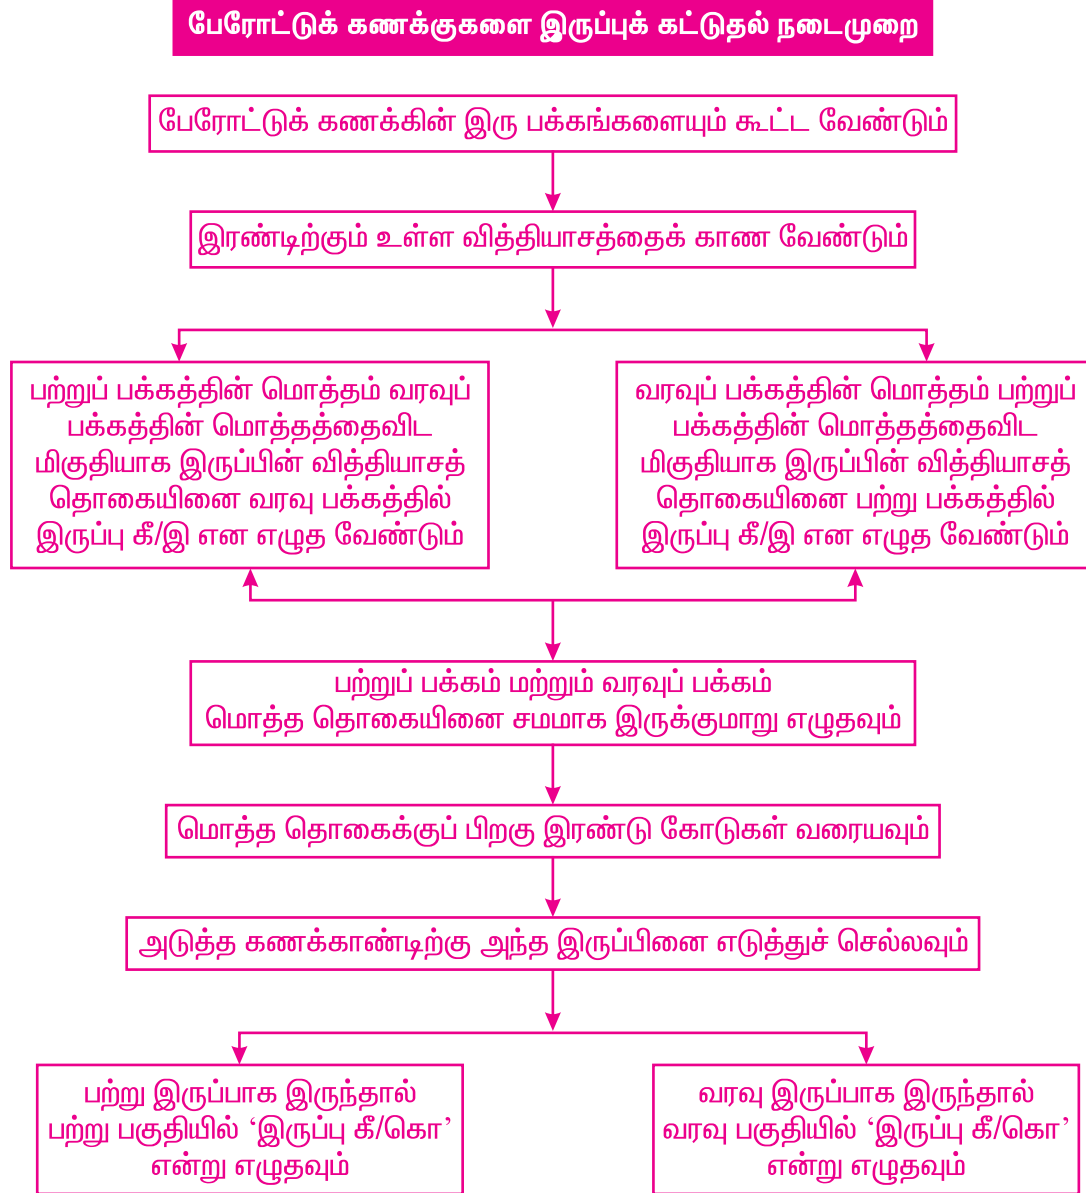 பேரோட்டுக் கணக்குகளை இருப்புக் கட்டுதல் நடைமுறை
பேரோட்டுக் கணக்கின் இரு பக்கங்களையும் கூட்ட வேண்டும்
இரண்டிற்கும் உள்ள வித்தியாசத்தைக் காண வேண்டும்
பற்றுப் பக்கத்தின் மொத்தம் வரவுப்
பக்கத்தின் மொத்தத்தைவிட
மிகுதியாக இருப்பின் வித்தியாசத்
தொகையினை வரவு பக்கத்தில்
இருப்பு கீ/இ என எழுத வேண்டும்
வரவுப் பக்கத்தின் மொத்தம் பற்றுப்
பக்கத்தின் மொத்தத்தைவிட
மிகுதியாக இருப்பின் வித்தியாசத்
தொகையினை பற்று பக்கத்தில்
இருப்பு கீ/இ என எழுத வேண்டும்
பற்றுப் பக்கம் மற்றும் வரவுப் பக்கம்
மொத்த தொகையினை சமமாக இருக்குமாறு எழுதவும்
மொத்த தொகைக்குப் பிறகு இரண்டு கோடுகள் வரையவும்
அடுத்த கணக்காண்டிற்கு அந்த இருப்பினை எடுத்துச் செல்லவும்
பற்று இருப்பாக இருந்தால்
பற்று பகுதியில் ‘இருப்பு கீ/கொ’
என்று எழுதவும்
வரவு இருப்பாக இருந்தால்
வரவு பகுதியில் ‘இருப்பு கீ/கொ’
என்று எழுதவும்